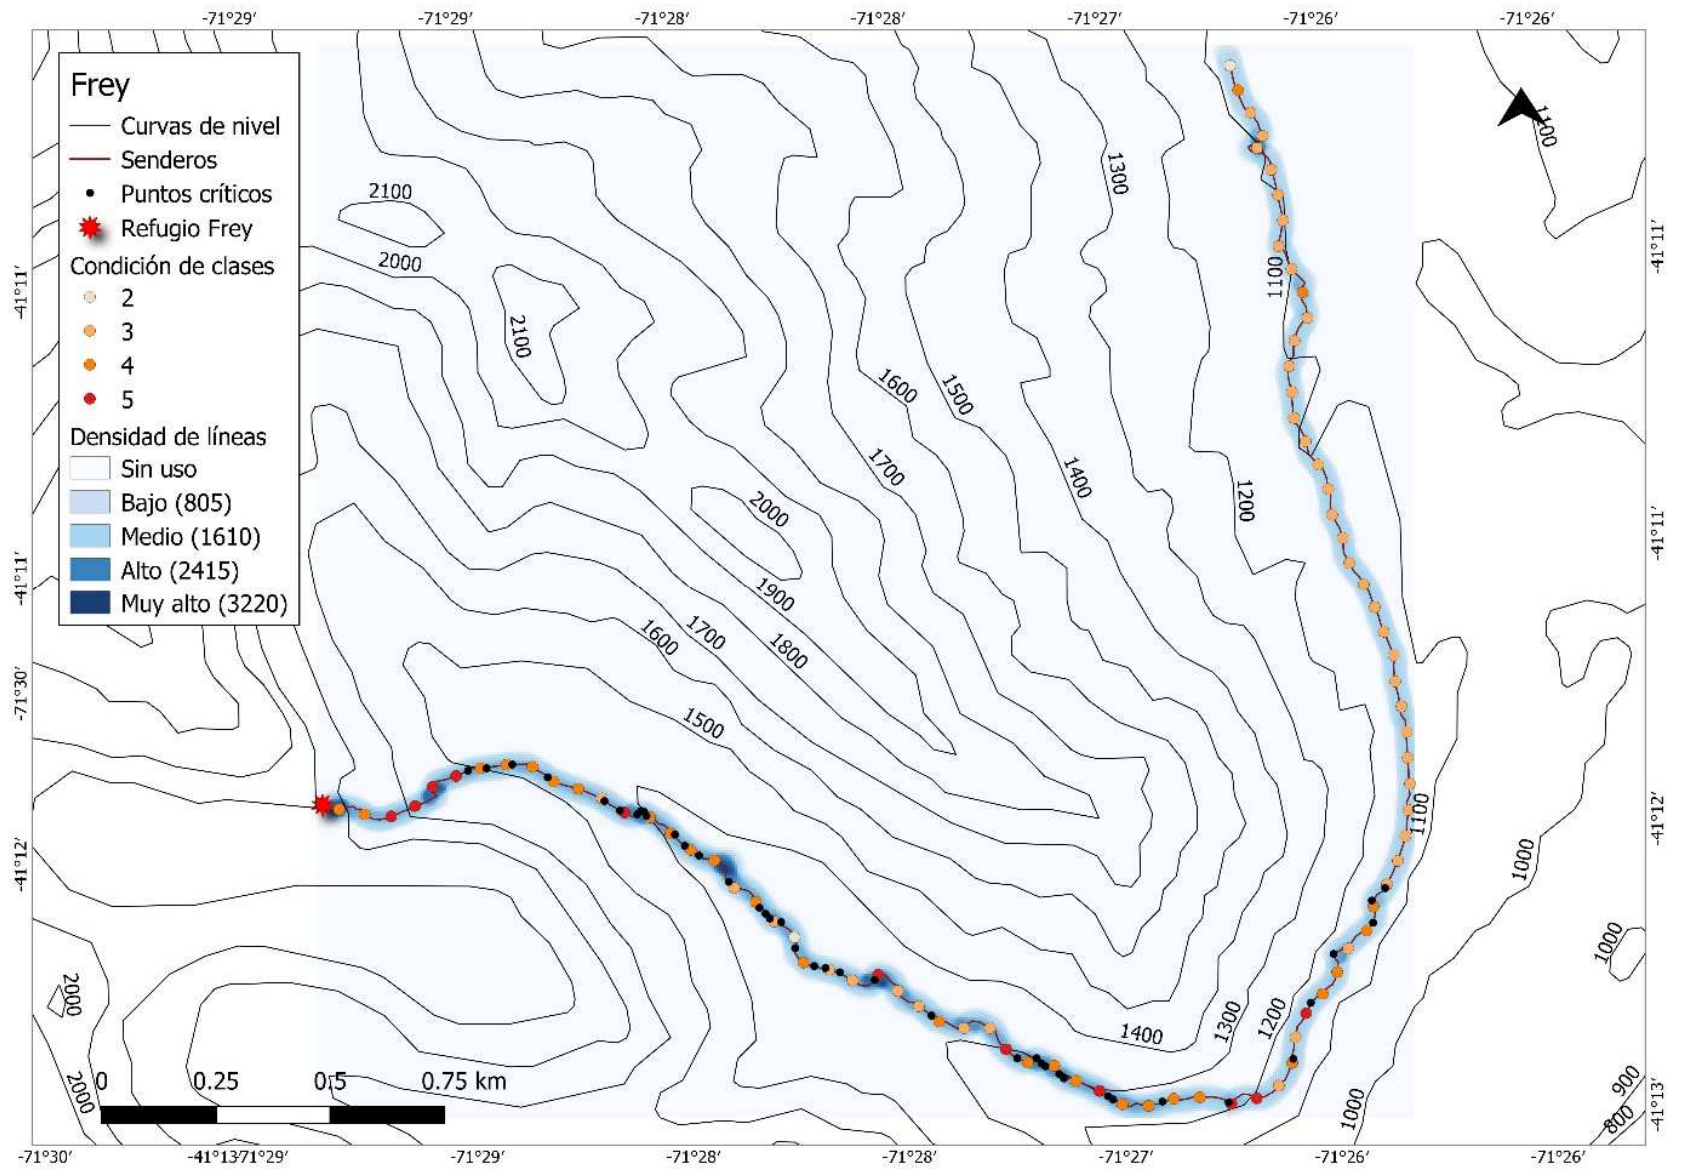 -71°29′ -71°29′ -71°28′ -71°28′ -71°27′ -71°26′ -71°26′
Frey
Curvas de nivel
Senderos
Puntos críticos
Refugio Frey
Condición de clases
2
3
4
5
Densidad de líneas
Sin uso
Bajo (805)
Medio (1610)
Alto (2415)
Muy alto (3220)
1100
1300
2100
2000
1100
2100
1600
1500
1700
1400
1200
2000
1900
1600
1700
1800
1500
1100
1000
1000
2000
1400
1300
1200
2000
1000
900
800
0 0.25 0.5 0.75 km
-41°11′
-41°11′
-71°30′
-41°12′
-41°11′
-41°11′
-41°12′
-41°13′
-71°30′ -41°1371°29′ -71°29′ -71°28′ -71°28′ -71°27′ -71°26′ -71°26′